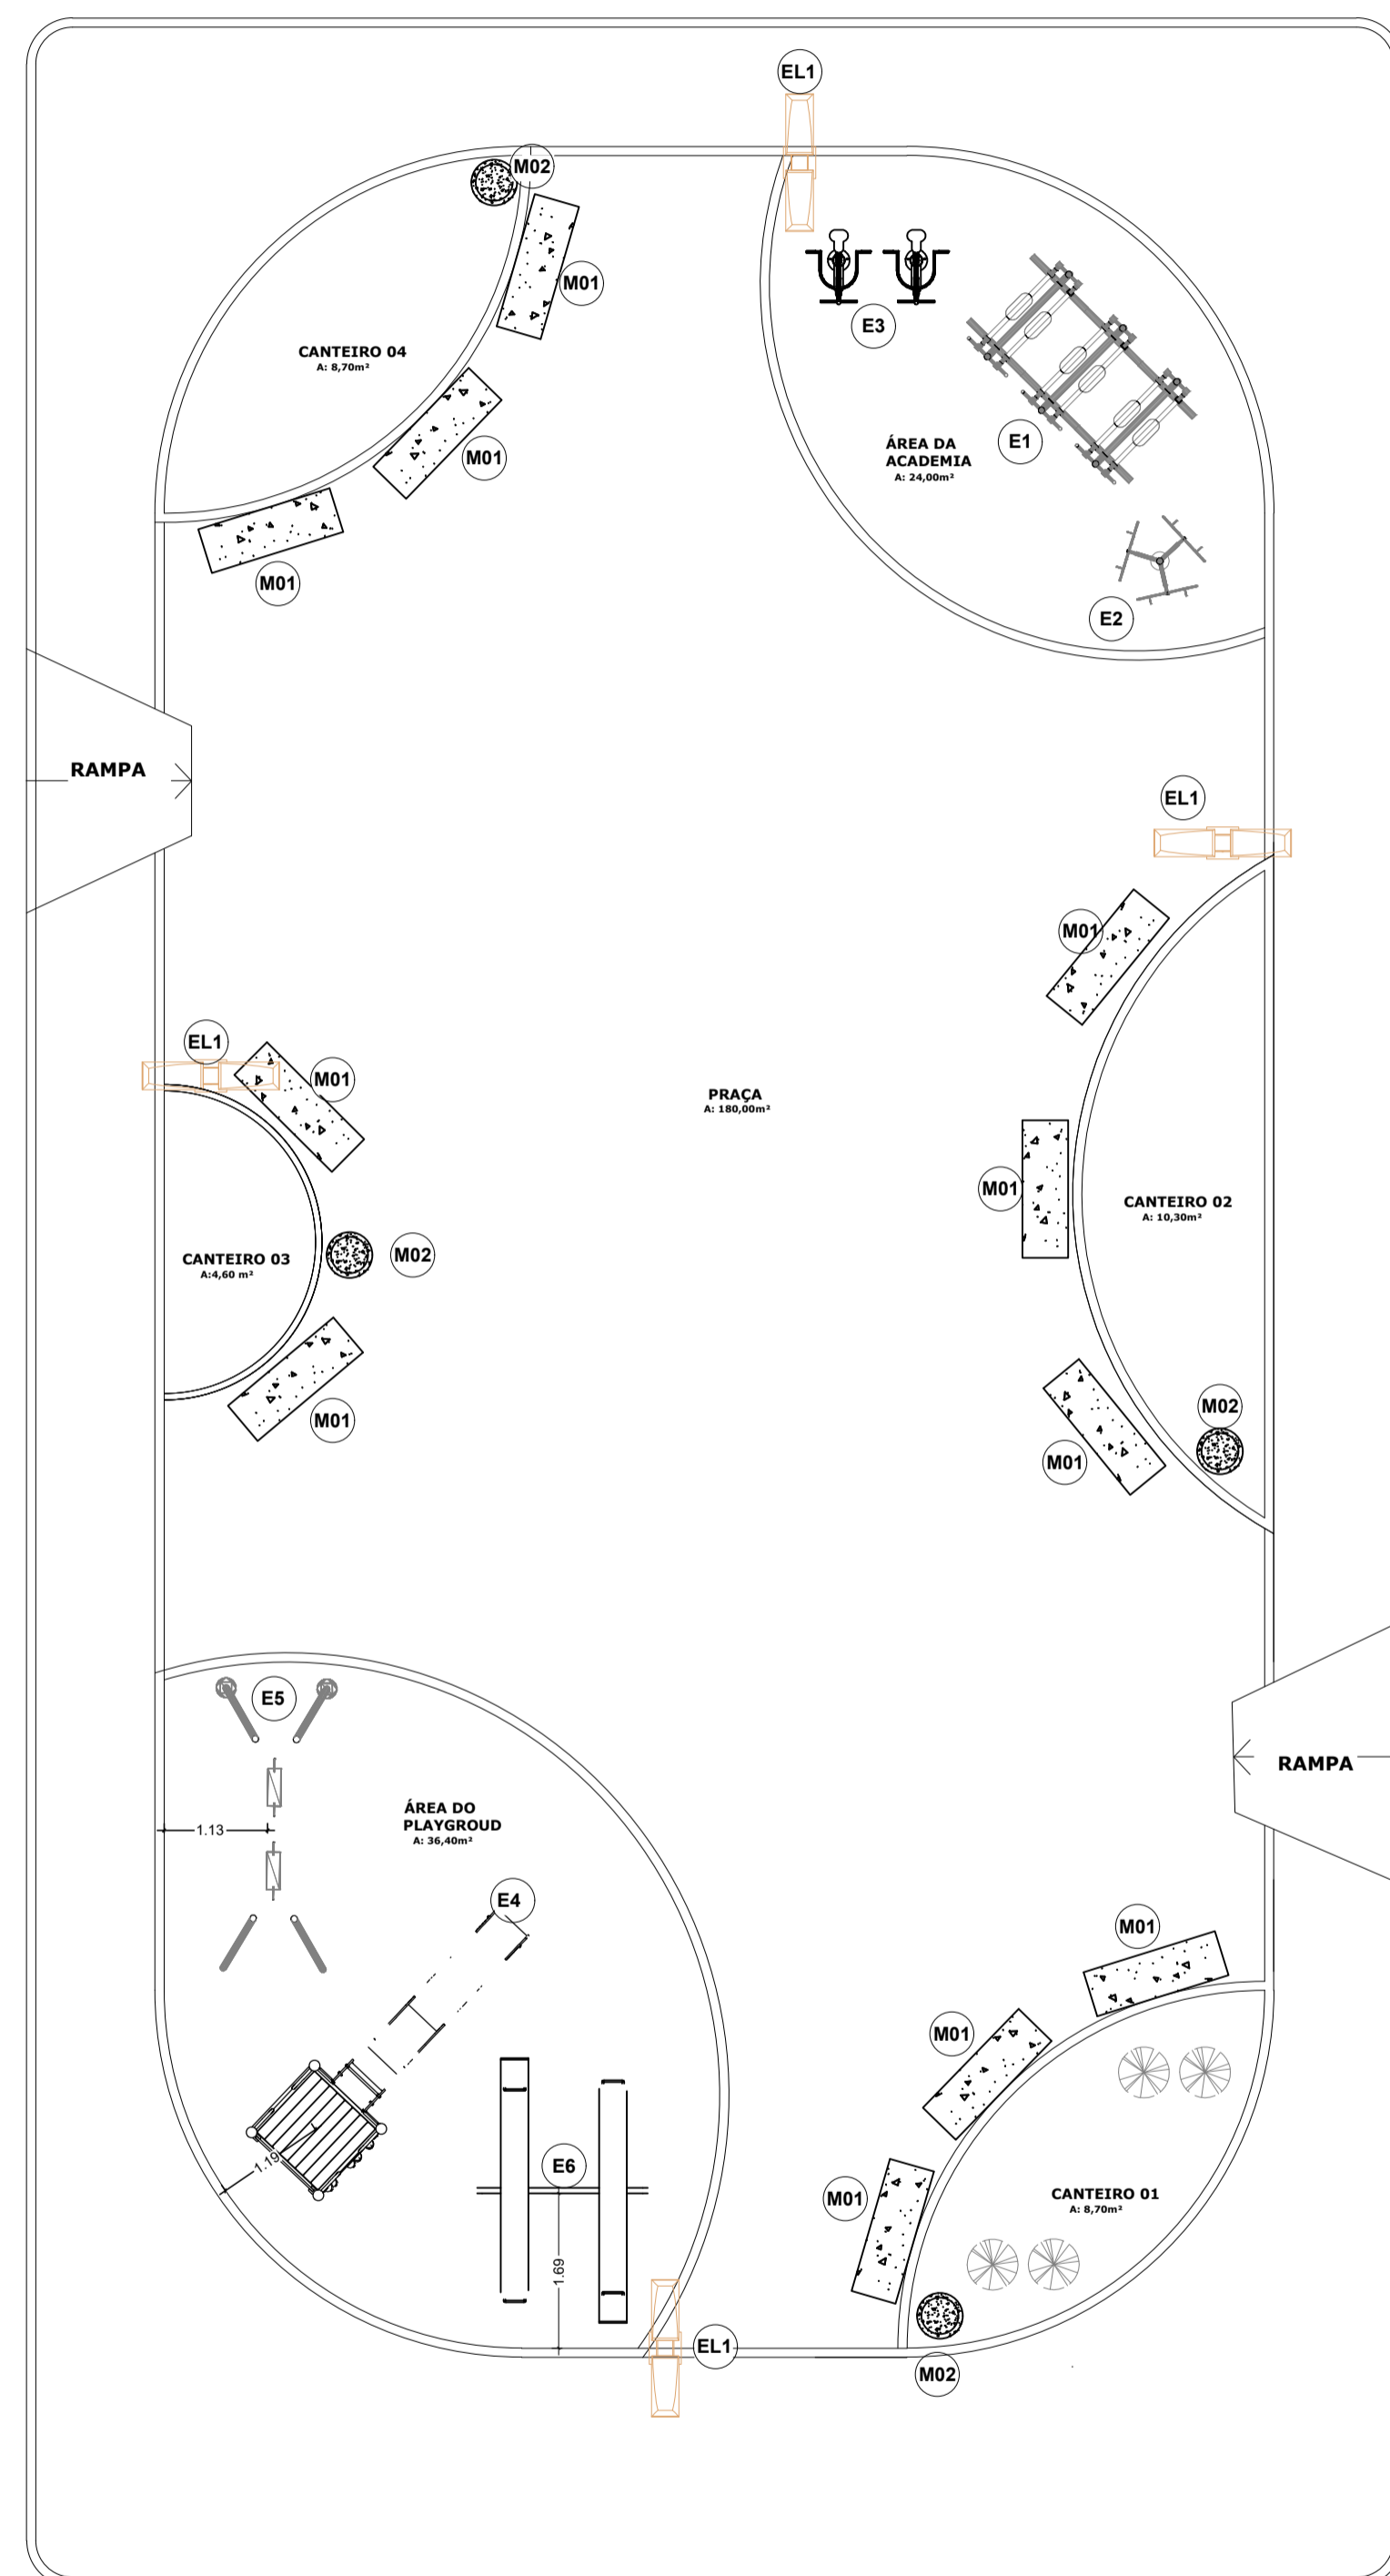 EL1
M02
M01
E3
CANTEIRO 04
A: 8,70m²
E1
ÁREA DA
ACADEMIA
A: 24,00m²
M01
M01
E2
RAMPA
EL1
M01
EL1
M01
PRAÇA
A: 180,00m²
M01
CANTEIRO 02
A: 10,30m²
CANTEIRO 03
A:4,60 m²
M02
M01
M02
M01
E5
RAMPA
ÁREA DO
PLAYGROUD
A: 36,40m²
1.13
E4
M01
M01
1.19
E6
M01
CANTEIRO 01
A: 8,70m²
1.69
EL1
M02